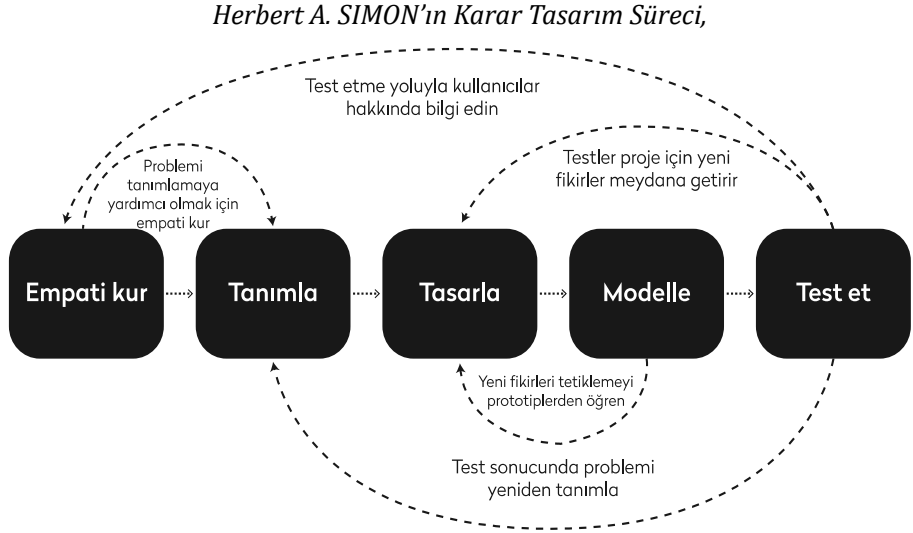 Herbert A. SIMON'ın Karar Tasarım Süreci,
Test etme yoluyla kullanıcılar
hakkında bilgi edin
Problemi
tanımlamaya
yardımcı olmak için
empati kur
Testler proje için yeni
fikirler meydana getirir
Empati kur
Tanımla
Tasarla
Modelle
Test et
Yeni fikirleri tetiklemeyi
prototiplerden öğren
Test sonucunda problemi
yeniden tanımla